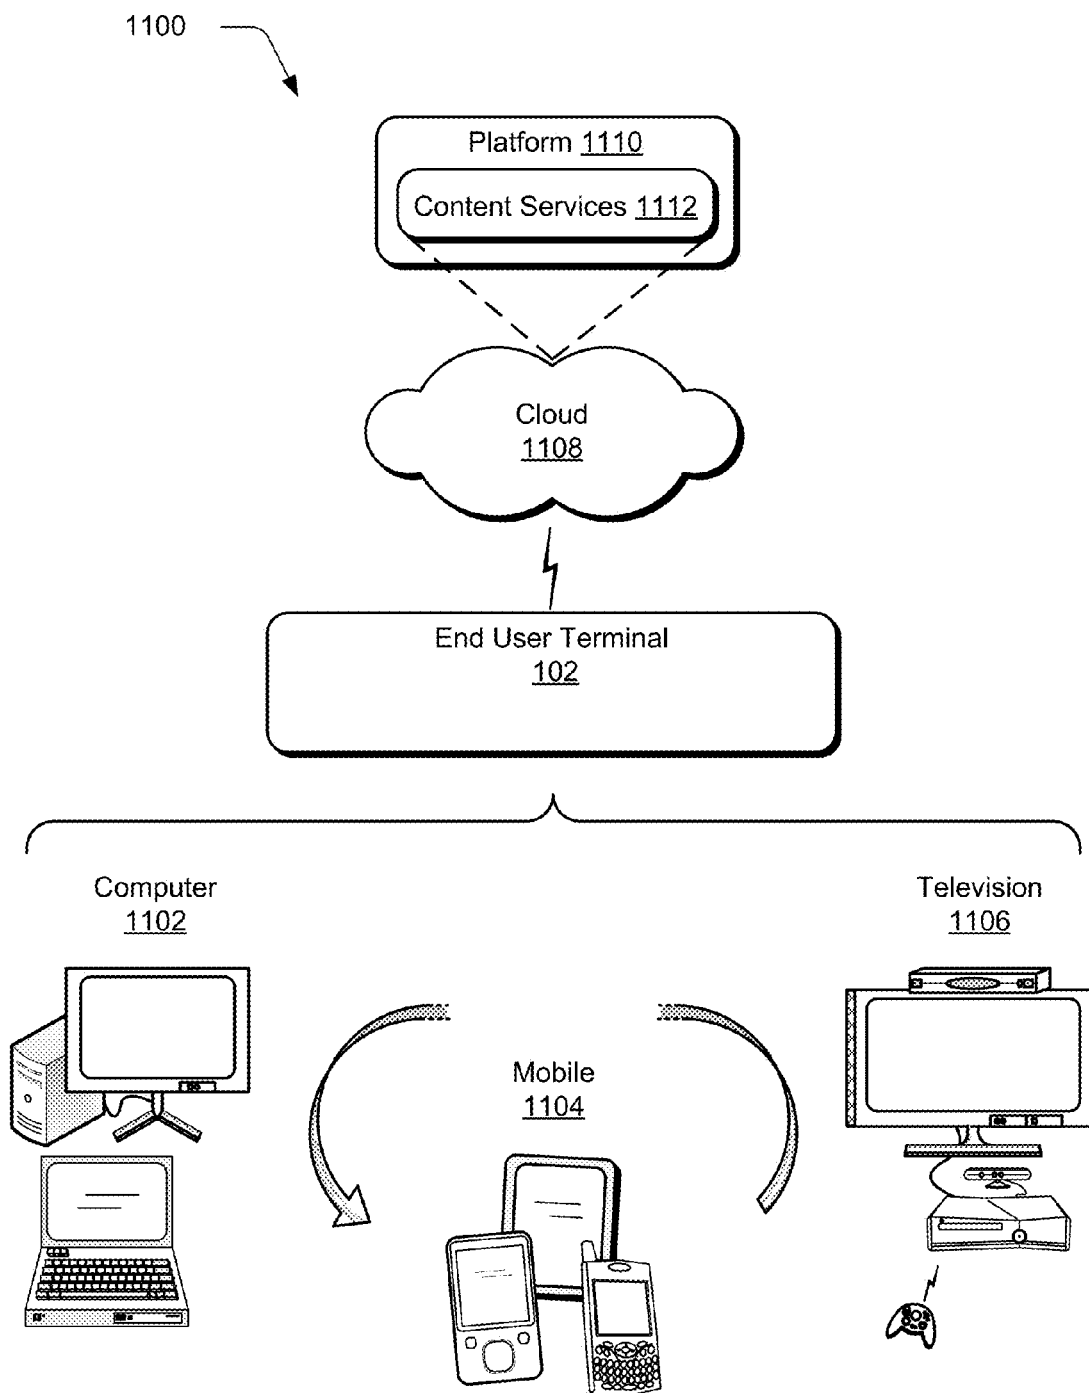 1100
Platform 1110
Content Services 1112
Cloud
1108
End User Terminal
102
Computer
1102
Television
1106
Mobile
1104